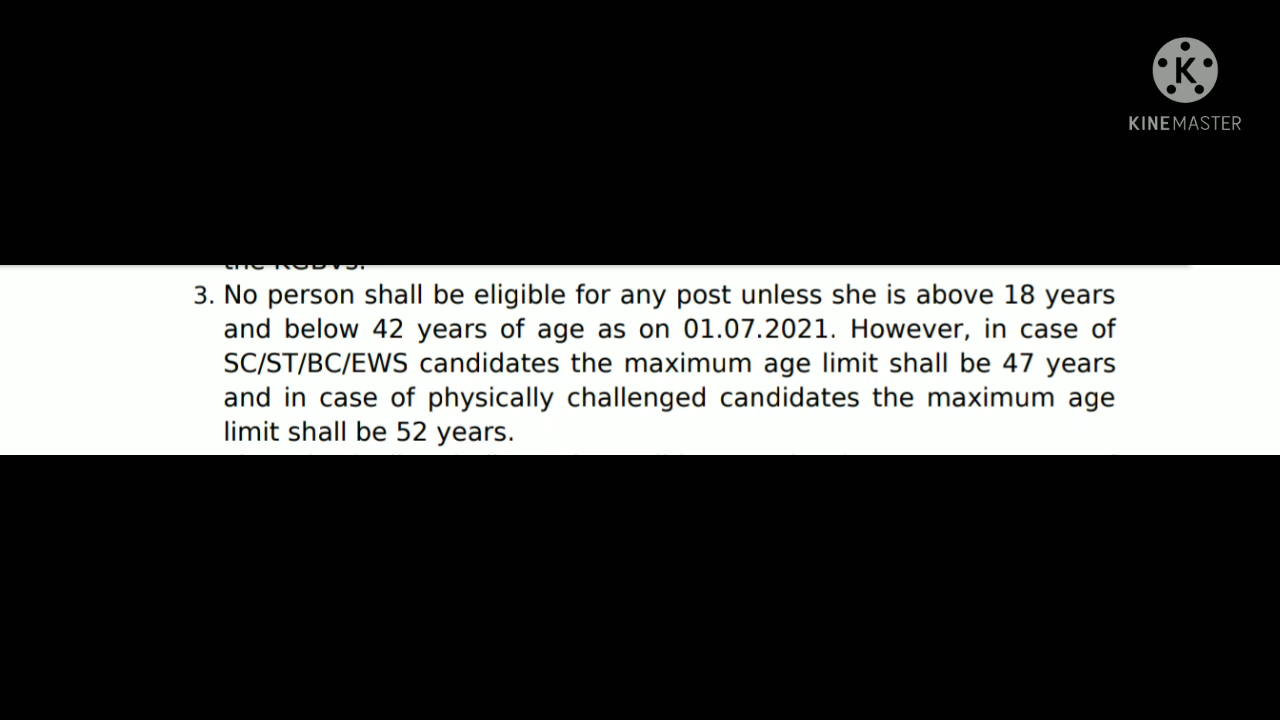 KINEMASTER
the KGBVs.
3. No person shall be eligible for any post unless she is above 18 years
and below 42 years of age as on 01.07.2021. However, in case of
SC/ST/BC/EWS candidates the maximum age limit shall be 47 years
and in case of physically challenged candidates the maximum age
limit shall be 52 years.